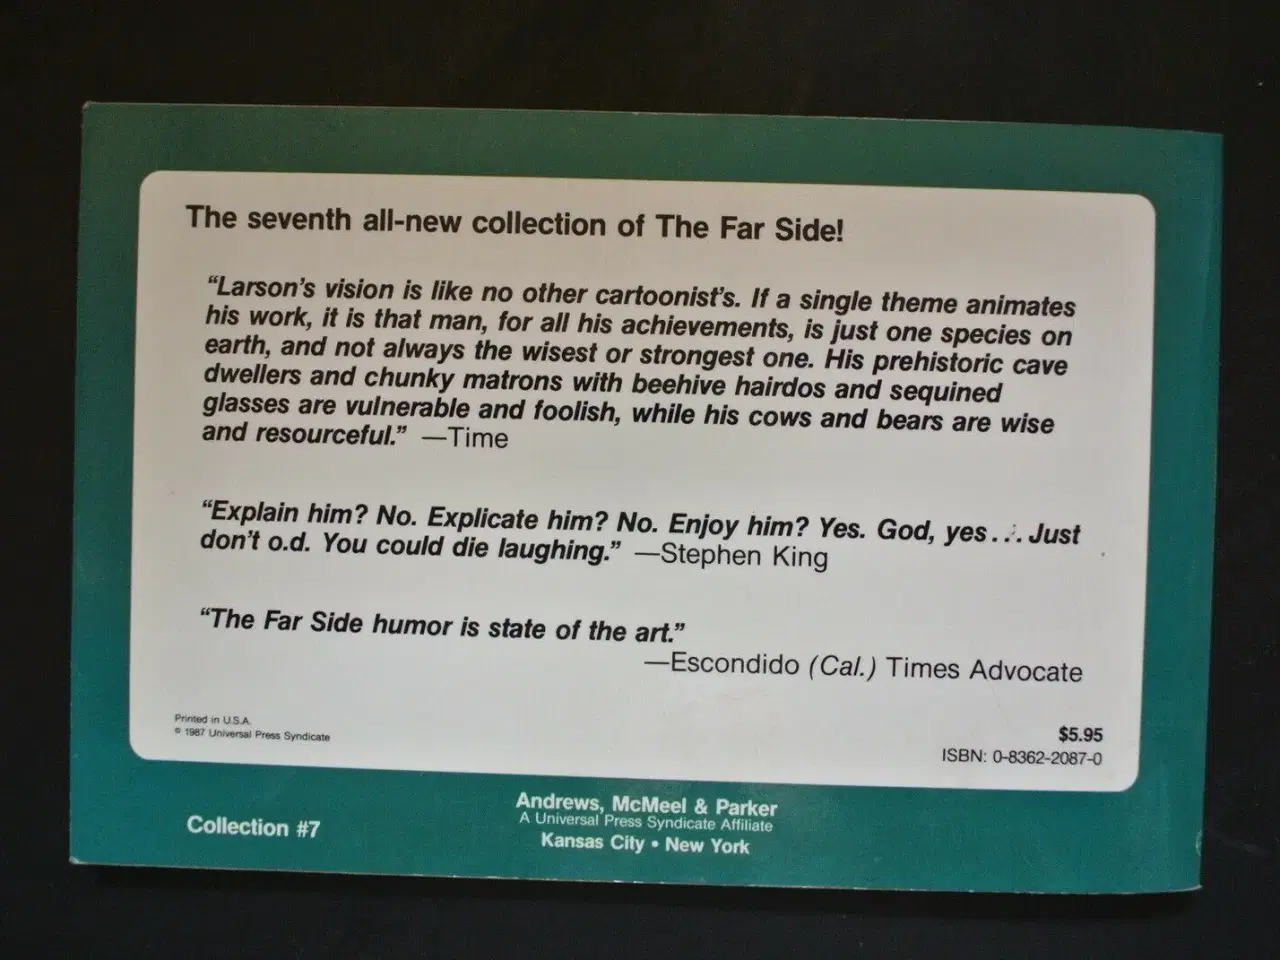 The seventh all-new collection of The Far Side!
“Larson’s vision is like no other cartoonist’s. If a single theme animates
his work, it is that man, for all his achievements, is just one species on
earth, and not always the wisest or strongest one. His prehistoric cave
dwellers and chunky matrons with beehive hairdos and sequined
glasses are vulnerable and foolish, while his cows and bears are wise
and resourceful.” —Time
“Explain him? No. Explicate him? No. Enjoy him? Yes. God, yes... Just
don’t o.d. You could die laughing.” —Stephen King
“The Far Side humor is state of the art.”
—Escondido (Cal.) Times Advocate
Printed in U.S.A.
© 1987 Universal Press Syndicate
$5.95
ISBN: 0-8362-2087-0
Andrews, McMeel & Parker
A Universal Press Syndicate Affiliate
Kansas City • New York
Collection #7